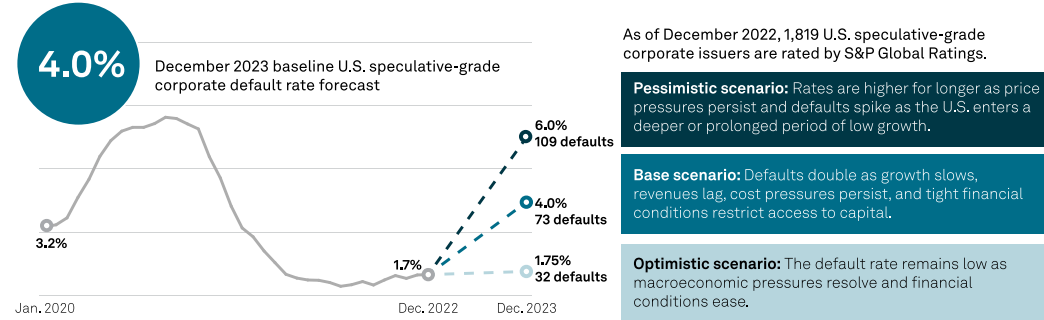 4.0%
December 2023 baseline U.S. speculative-grade
corporate default rate forecast
3.2%
1.7%
6.0%
109 defaults
4.0%
73 defaults
1.75%
32 defaults
Jan. 2020
Dec. 2022
Dec. 2023
As of December 2022, 1,819 U.S. speculative-grade
corporate issuers are rated by S&P Global Ratings.
Pessimistic scenario: Rates are higher for longer as price
pressures persist and defaults spike as the U.S. enters a
deeper or prolonged period of low growth.
Base scenario: Defaults double as growth slows,
revenues lag, cost pressures persist, and tight financial
conditions restrict access to capital.
Optimistic scenario: The default rate remains low as
macroeconomic pressures resolve and financial
conditions ease.